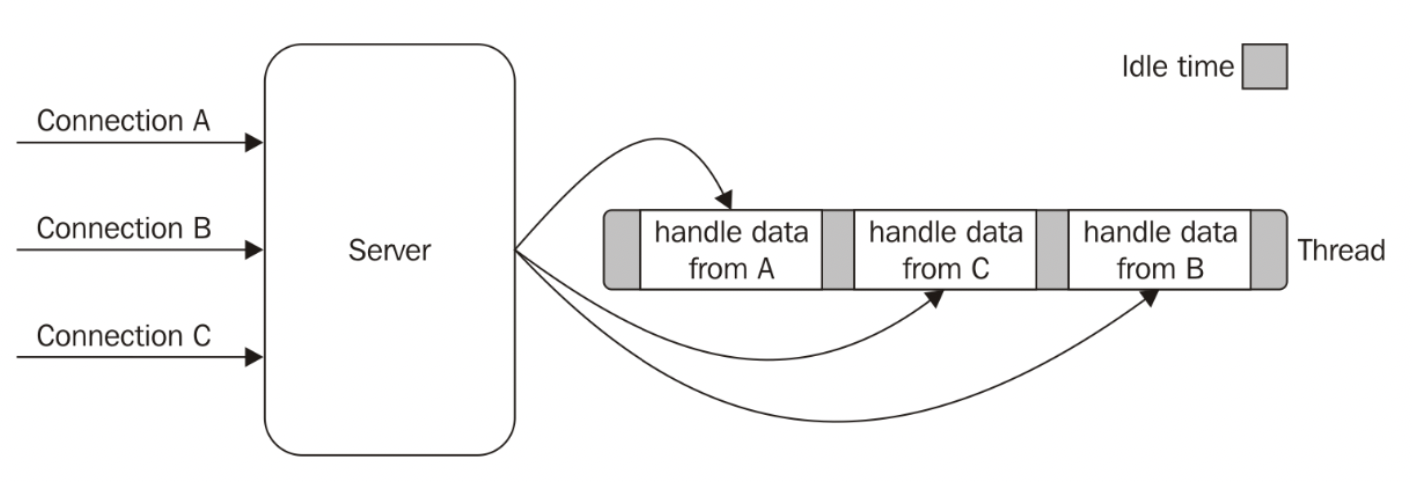 Idle time
Connection A
Connection B
Connection C
Server
handle data
from A
handle data
from C
handle data
from B
Thread